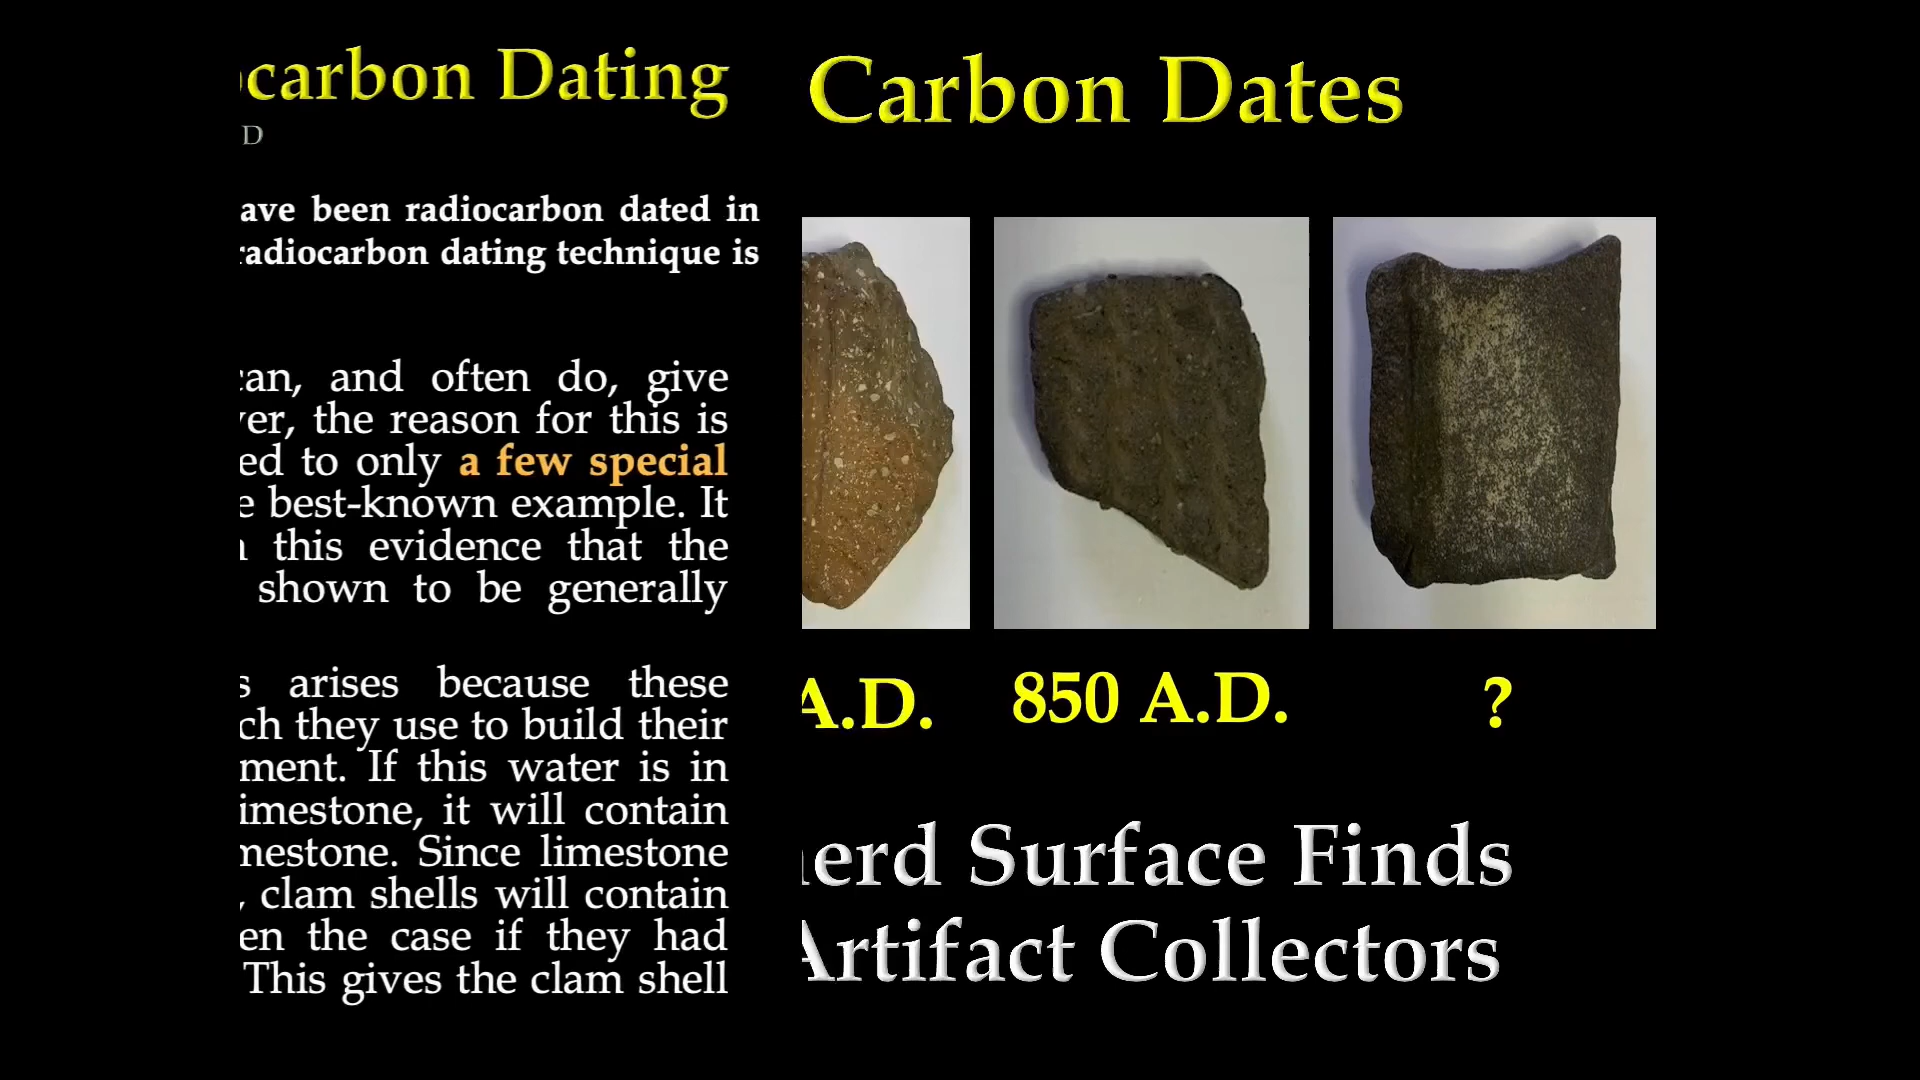 carbon Dating
D
ave been radiocarbon dated in
radiocarbon dating technique is
can, and often do, give
ver, the reason for this is
ed to only a few special
e best-known example. It
this evidence that the
shown to be generally
s arises because these
ch they use to build their
ment. If this water is in
imestone, it will contain
mestone. Since limestone
, clam shells will contain
en the case if they had
This gives the clam shell
Carbon Dates
A.D.
850 A.D.
?
erd Surface Finds
Artifact Collectors